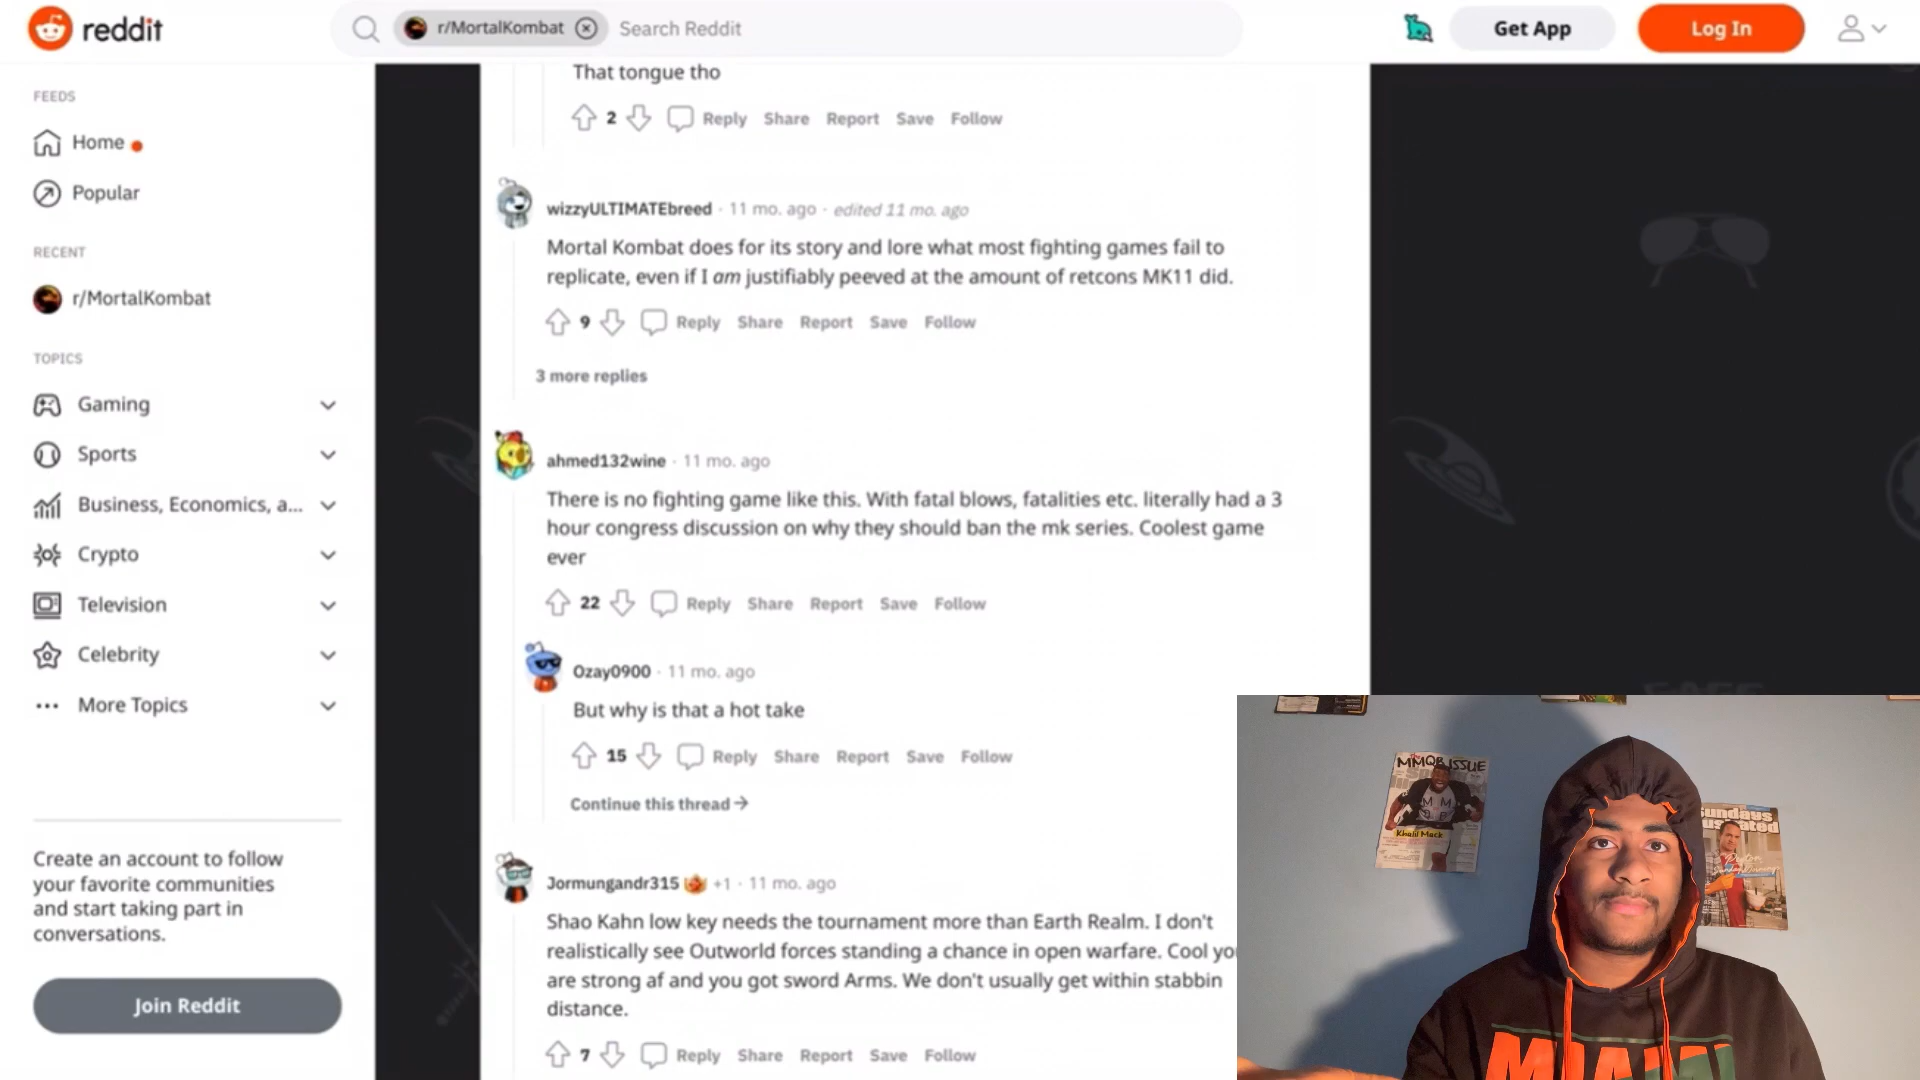 reddit
r/MortalKombat
Search Reddit
Get App
Log In
FEEDS
Home
Popular
RECENT
r/MortalKombat
TOPICS
Gaming
Sports
Business, Economics, a...
Crypto
Television
Celebrity
More Topics
Create an account to follow
your favorite communities
and start taking part in
conversations.
Join Reddit
That tongue tho
2 Reply Share Report Save Follow
wizzyULTIMATEbreed · 11 mo. ago · edited 11 mo. ago
Mortal Kombat does for its story and lore what most fighting games fail to
replicate, even if I am justifiably peeved at the amount of retcons MK11 did.
9 Reply Share Report Save Follow
3 more replies
ahmed132wine · 11 mo. ago
There is no fighting game like this. With fatal blows, fatalities etc. literally had a 3
hour congress discussion on why they should ban the mk series. Coolest game
ever
22 Reply Share Report Save Follow
Ozay0900 · 11 mo. ago
But why is that a hot take
15 Reply Share Report Save Follow
Continue this thread →
Jormungandr315 +1 · 11 mo. ago
Shao Kahn low key needs the tournament more than Earth Realm. I don't
realistically see Outworld forces standing a chance in open warfare. Cool yo
are strong af and you got sword Arms. We don't usually get within stabbin
distance.
7 Reply Share Report Save Follow
MMQB ISSUE
Khalil Mack
Sundays
MIAMI